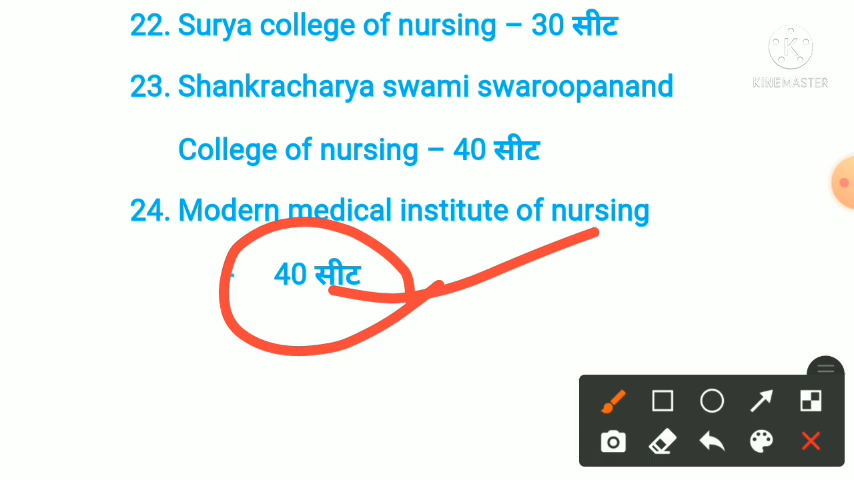 22. Surya college of nursing – 30 सीट
KINEMASTER
23. Shankracharya swami swaroopanand
College of nursing – 40 सीट
24. Modern medical institute of nursing
- 40 सीट